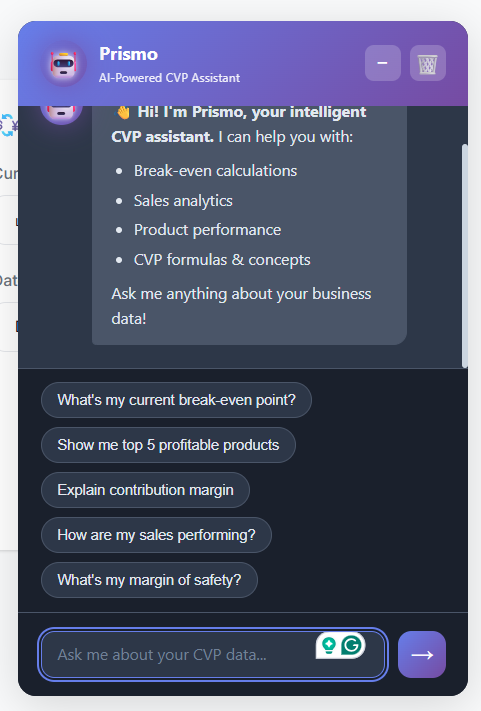 Prismo
AI-Powered CVP Assistant
👋 Hi! I'm Prismo, your intelligent
CVP assistant. I can help you with:
• Break-even calculations
• Sales analytics
• Product performance
• CVP formulas & concepts
Ask me anything about your business
data!
What's my current break-even point?
Show me top 5 profitable products
Explain contribution margin
How are my sales performing?
What's my margin of safety?
Ask me about your CVP data...